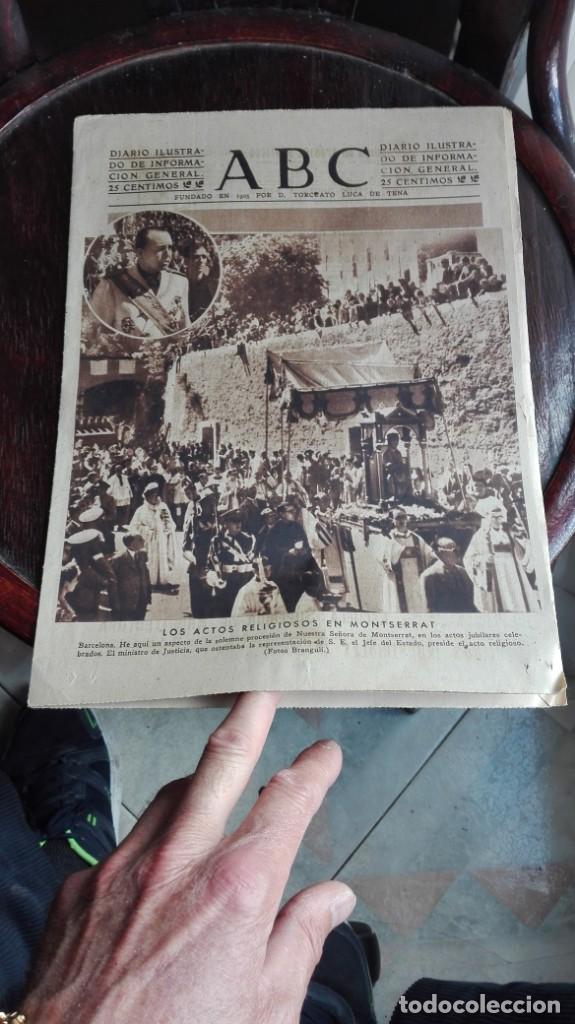 DIARIO ILUSTRA-
DO DE INFORMA-
CION GENERAL.
25 CENTIMOS
ABC
DIARIO ILUSTRA-
DO DE INFORMA-
CION GENERAL.
25 CENTIMOS
FUNDADO EN 1905 POR D. TORCUATO LUCA DE TENA
LOS ACTOS RELIGIOSOS EN MONTSERRAT
Barcelona. He aquí un aspecto de la solemne procesión de Nuestra Señora de Montserrat, en los actos jubilares cele-
brados. El ministro de Justicia, que ostentaba la representación de S. E. el Jefe del Estado, preside el acto religioso.
(Fotos Branguli.)
todocoleccion